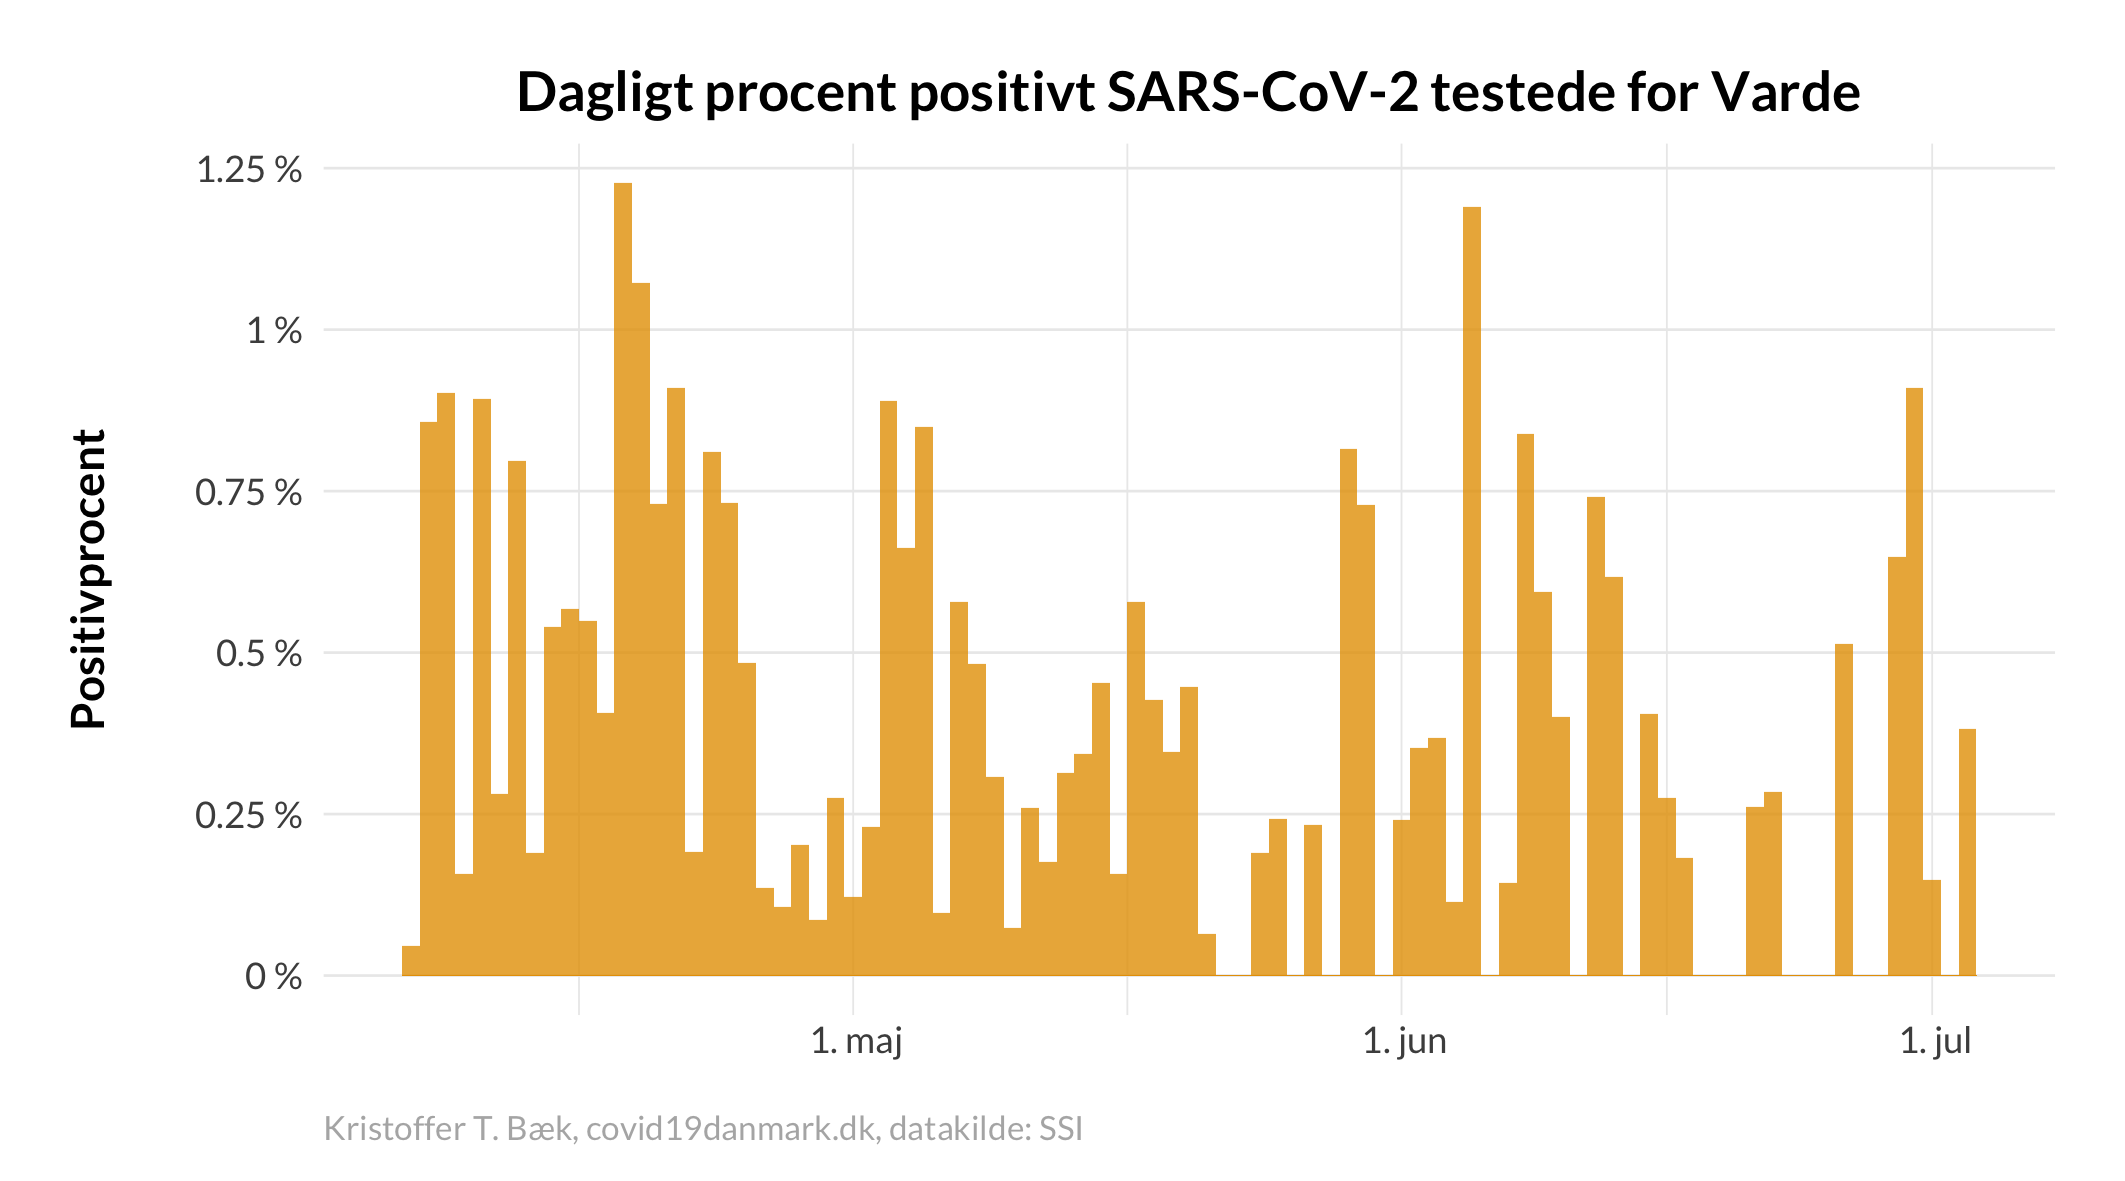 Dagligt procent positivt SARS-CoV-2 testede for Varde
Positivprocent
1.25 %
1 %
0.75 %
0.5 %
0.25 %
0 %
1. maj
1. jun
1. jul
Kristoffer T. Bæk, covid19danmark.dk, datakilde: SSI